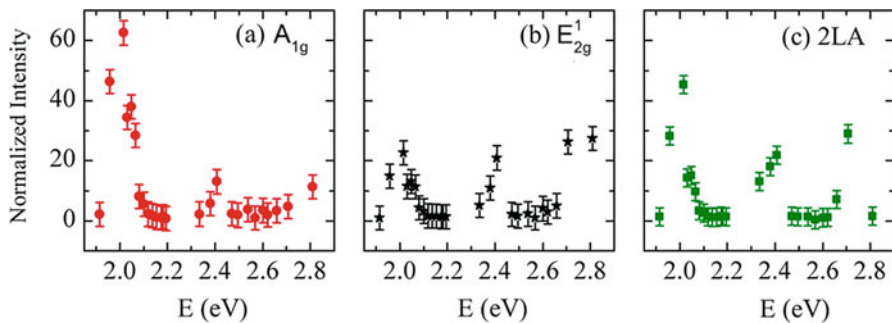 Normalized Intensity
60
40
20
0
(a) A1g
(b) E¹2g
(c) 2LA
2.0 2.2 2.4 2.6 2.8
2.0 2.2 2.4 2.6 2.8
2.0 2.2 2.4 2.6 2.8
E (eV)
E (eV)
E (eV)